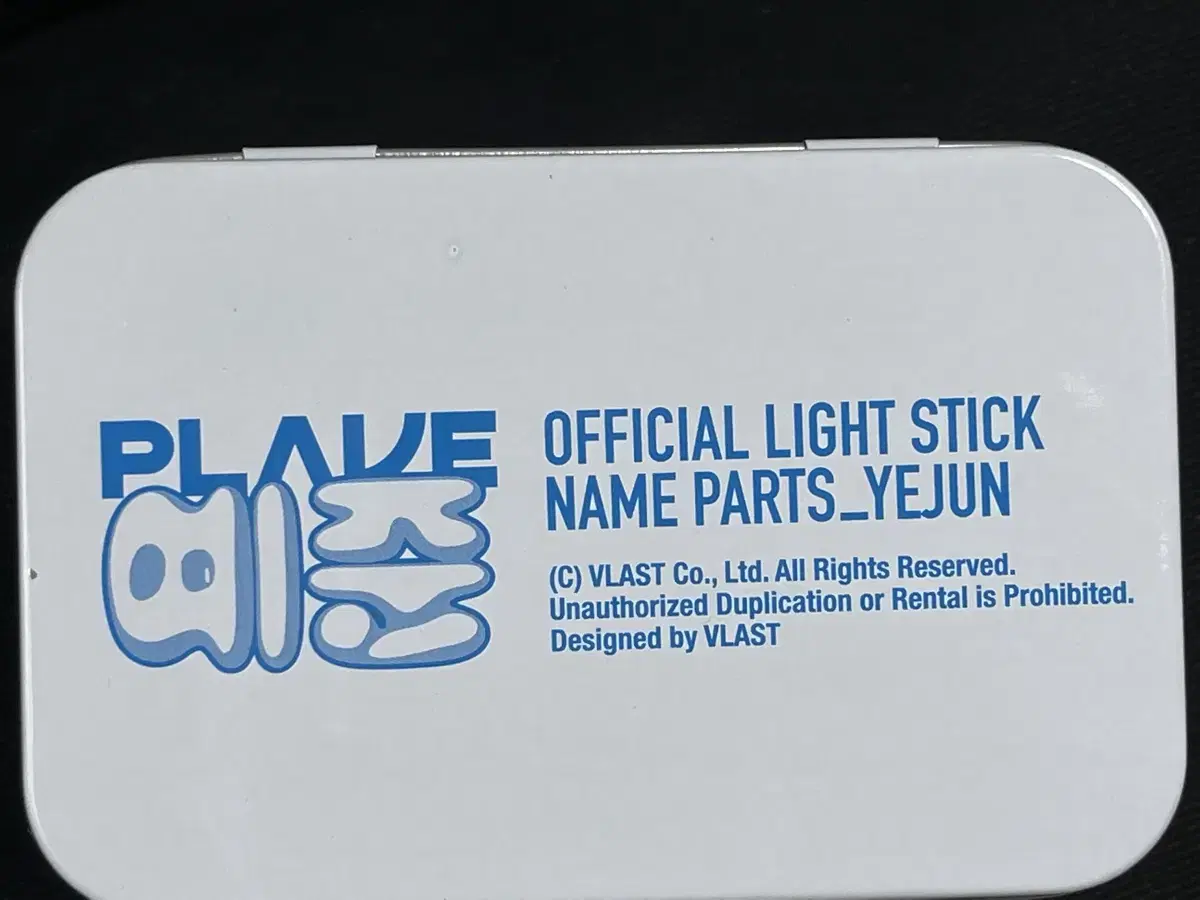 PLAVE
예준
OFFICIAL LIGHT STICK
NAME PARTS_YEJUN
(C) VLAST Co., Ltd. All Rights Reserved.
Unauthorized Duplication or Rental is Prohibited.
Designed by VLAST